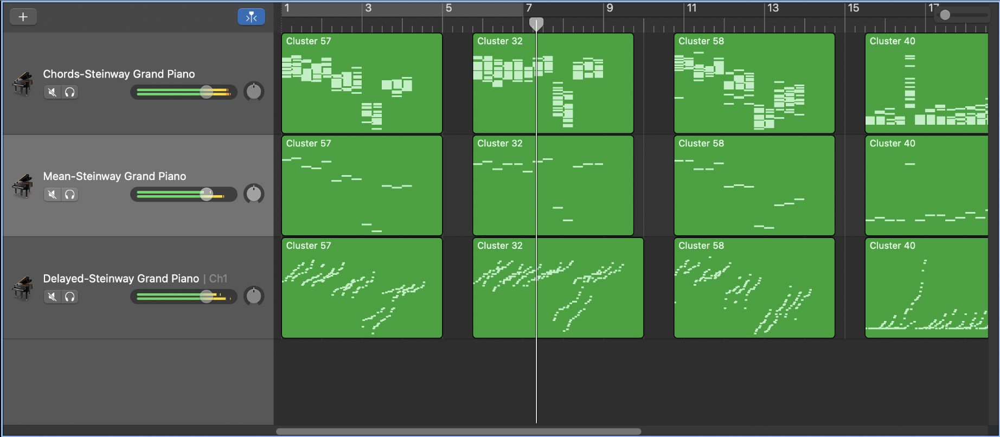 1 3 5 7 9 11 13 15 17
Chords-Steinway Grand Piano
Cluster 57 Cluster 32 Cluster 58 Cluster 40
Mean-Steinway Grand Piano
Cluster 57 Cluster 32 Cluster 58 Cluster 40
Delayed-Steinway Grand Piano | Ch1
Cluster 57 Cluster 32 Cluster 58 Cluster 40